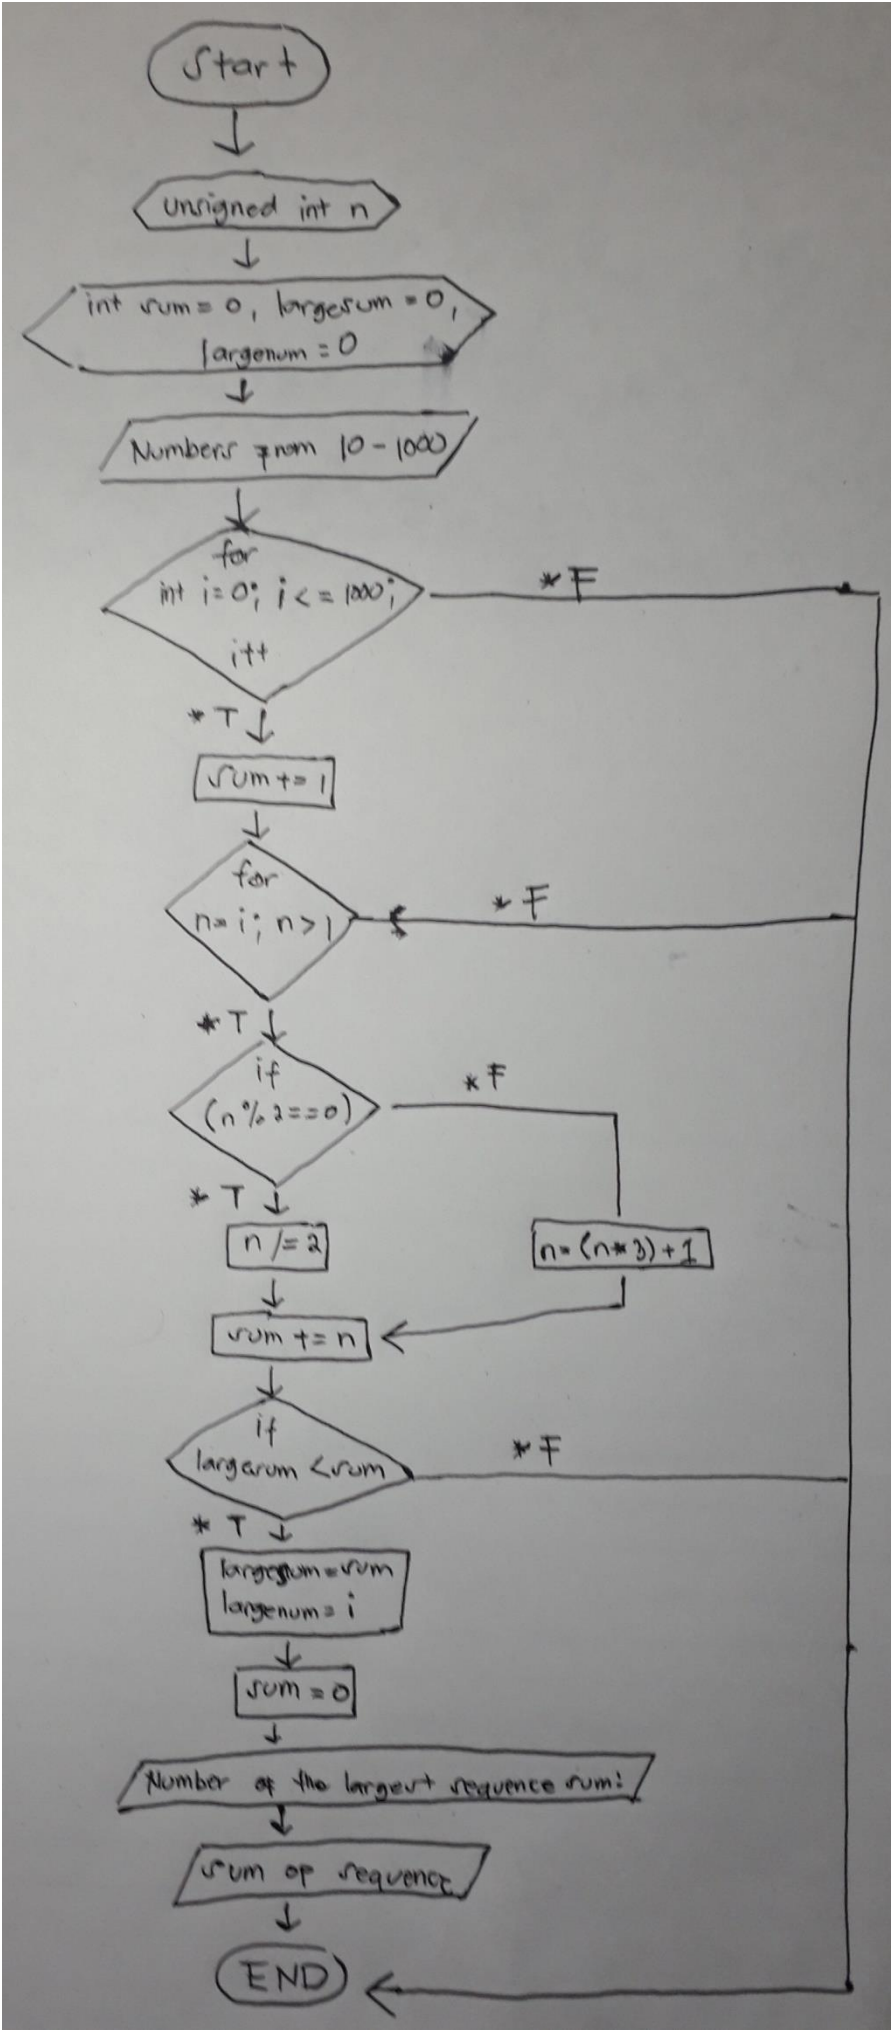 Start
unsigned int n
int sum = 0, largesum = 0,
largenum = 0
Numbers from 10 - 1000
for
int i=0; i <= 1000;
i++
* F
* T
sum += 1
for
n= i; n > 1
* F
* T
if
(n % 2 == 0)
* F
* T
n /= 2
n= (n* 3) + 1
sum += n
if
largesum < sum
* F
* T
largesum = sum
largenum = i
sum = 0
Number of the largest sequence sum:
sum of sequence
END